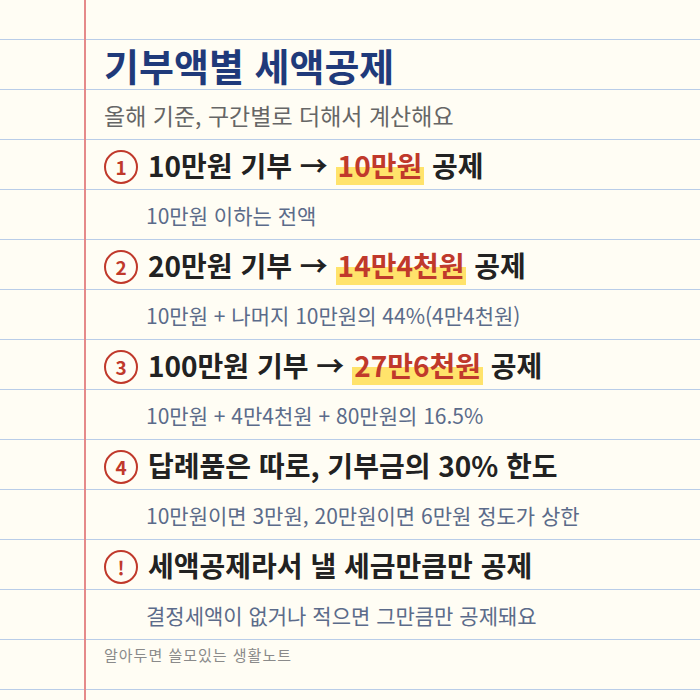 기부액별 세액공제
올해 기준, 구간별로 더해서 계산해요
1 10만원 기부 → 10만원 공제
10만원 이하는 전액
2 20만원 기부 → 14만4천원 공제
10만원 + 나머지 10만원의 44%(4만4천원)
3 100만원 기부 → 27만6천원 공제
10만원 + 4만4천원 + 80만원의 16.5%
4 답례품은 따로, 기부금의 30% 한도
10만원이면 3만원, 20만원이면 6만원 정도가 상한
! 세액공제라서 낼 세금만큼만 공제
결정세액이 없거나 적으면 그만큼만 공제돼요
알아두면 쓸모있는 생활노트